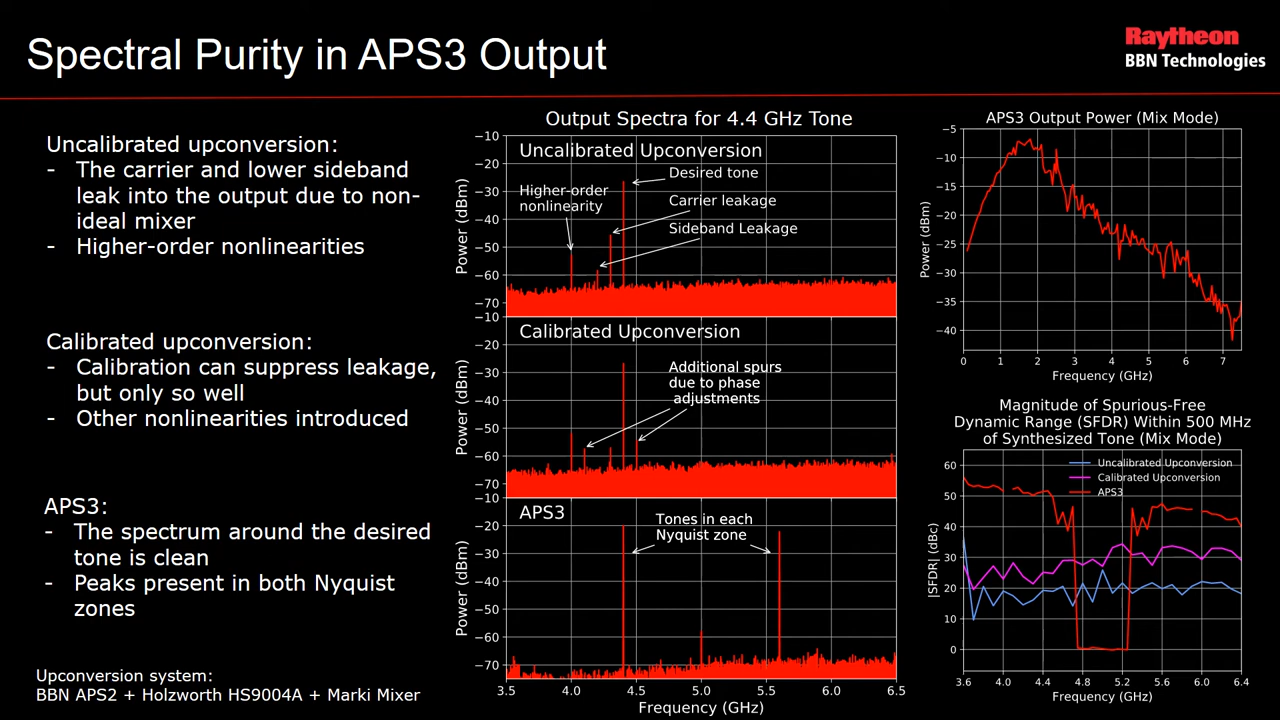 Spectral Purity in APS3 Output
Raytheon
BBN Technologies
Uncalibrated upconversion:
- The carrier and lower sideband
leak into the output due to non-
ideal mixer
- Higher-order nonlinearities
Calibrated upconversion:
- Calibration can suppress leakage,
but only so well
- Other nonlinearities introduced
APS3:
- The spectrum around the desired
tone is clean
- Peaks present in both Nyquist
zones
Upconversion system:
BBN APS2 + Holzworth HS9004A + Marki Mixer
Output Spectra for 4.4 GHz Tone
Uncalibrated Upconversion
Desired tone
Higher-order
nonlinearity
Carrier leakage
Sideband Leakage
Power (dBm)
−10
−20
−30
−40
−50
−60
−70
Calibrated Upconversion
Additional spurs
due to phase
adjustments
Power (dBm)
−10
−20
−30
−40
−50
−60
APS3
Tones in each
Nyquist zone
Power (dBm)
−10
−20
−30
−40
−50
−60
−70
3.5 4.0 4.5 5.0 5.5 6.0 6.5
Frequency (GHz)
APS3 Output Power (Mix Mode)
Power (dBm)
−5
−10
−15
−20
−25
−30
−35
−40
0 1 2 3 4 5 6 7
Frequency (GHz)
Magnitude of Spurious-Free
Dynamic Range (SFDR) Within 500 MHz
of Synthesized Tone (Mix Mode)
Uncalibrated Upconversion
Calibrated Upconversion
APS3
|SFDR| (dBc)
60
50
40
30
20
10
0
3.6 4.0 4.4 4.8 5.2 5.6 6.0 6.4
Frequency (GHz)